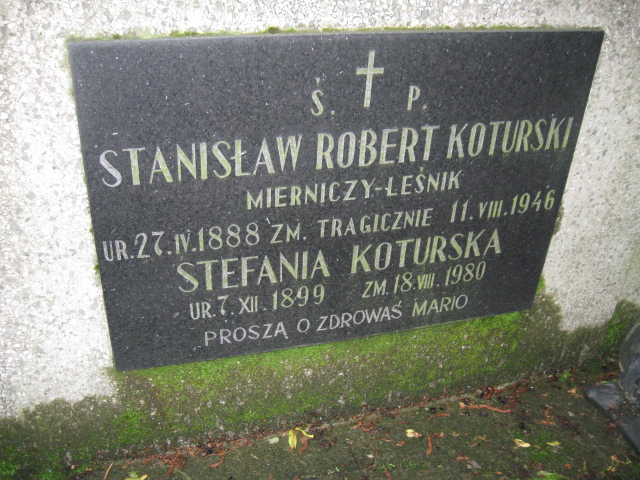 Ś. P.
STANISŁAW ROBERT KOTURSKI
MIERNICZY-LEŚNIK
UR. 27. IV. 1888 ZM. TRAGICZNIE 11. VIII. 1946
STEFANIA KOTURSKA
UR. 7. XII. 1899 ZM. 18. VIII. 1980
PROSZĄ O ZDROWAŚ MARIO